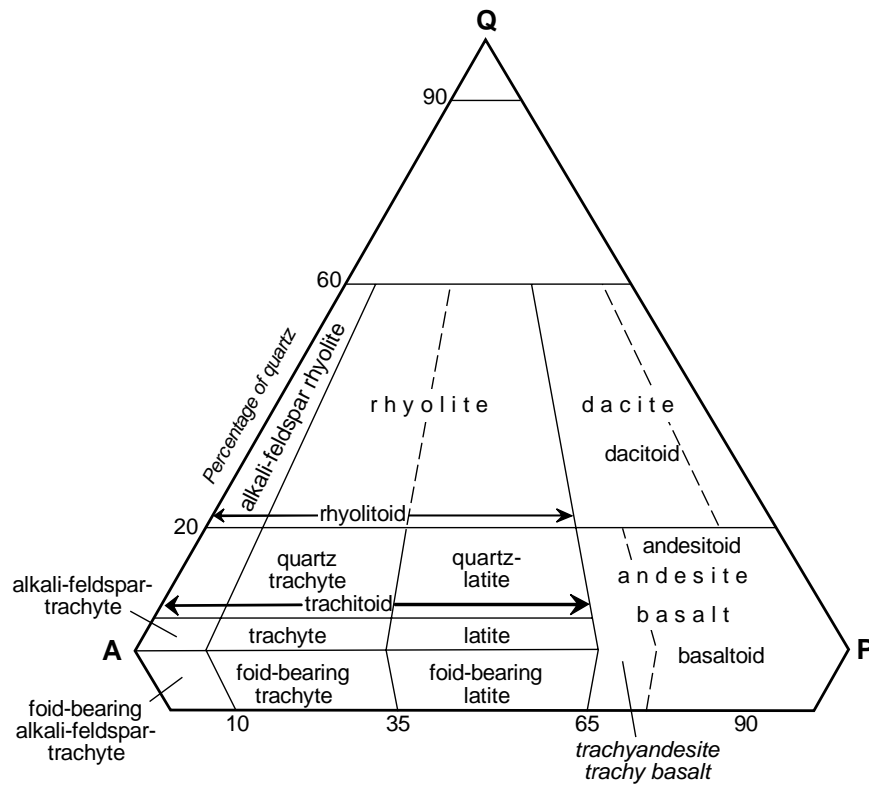 Q
90
60
Percentage of quartz
alkali-feldspar rhyolite
rhyolite
dacite
dacitoid
rhyolitoid
20
andesitoid
quartz
trachyte
quartz-
latite
andesite
alkali-feldspar-
trachyte
trachitoid
basalt
trachyte
latite
A
P
basaltoid
foid-bearing
trachyte
foid-bearing
latite
foid-bearing
alkali-feldspar-
trachyte
10
35
65
90
trachyandesite
trachy basalt